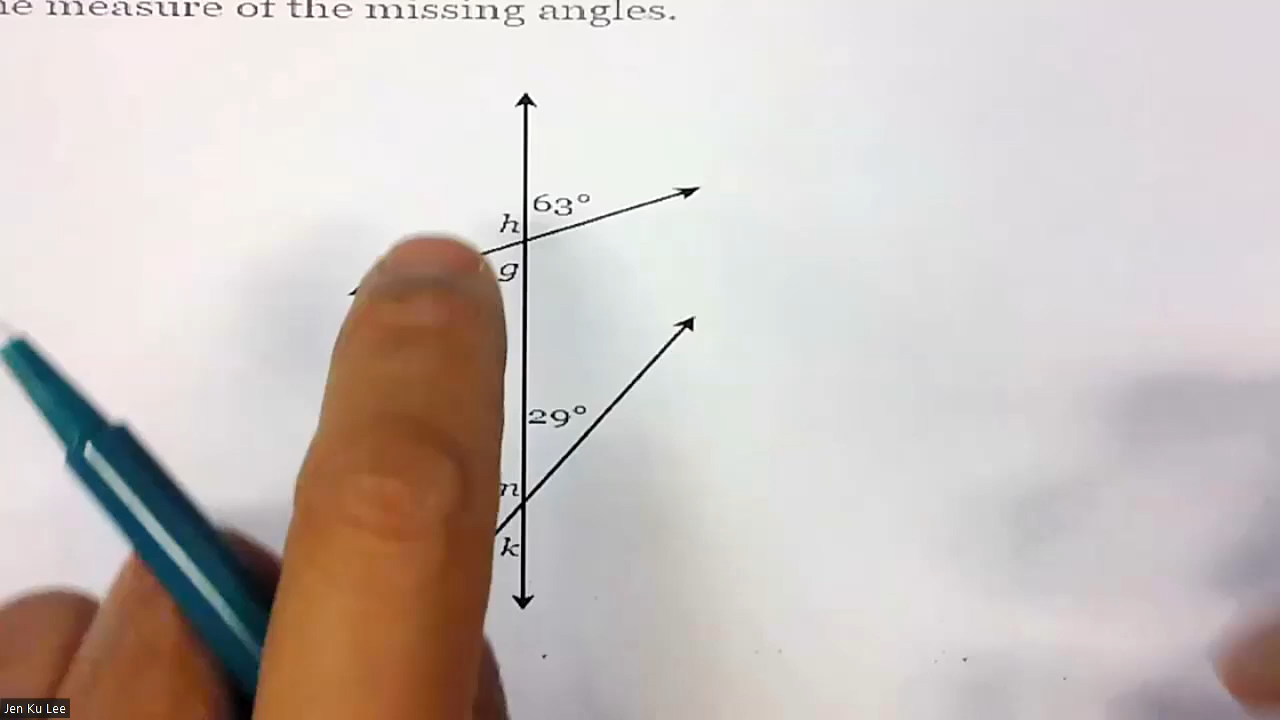 measure of the missing angles.
63°
h
g
29°
n
k
Jen Ku Lee